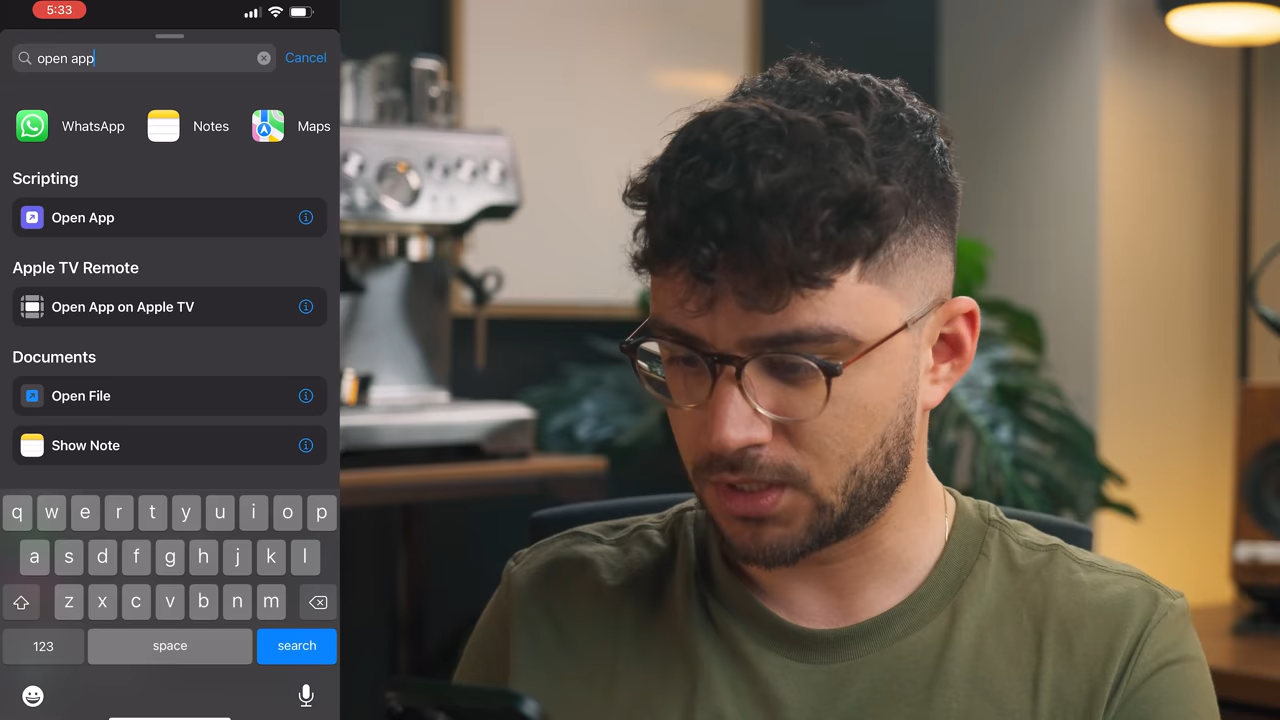 5:33
open app
Cancel
WhatsApp Notes Maps
Scripting
Open App
Apple TV Remote
Open App on Apple TV
Documents
Open File
Show Note
q w e r t y u i o p
a s d f g h j k l
z x c v b n m
123 space search